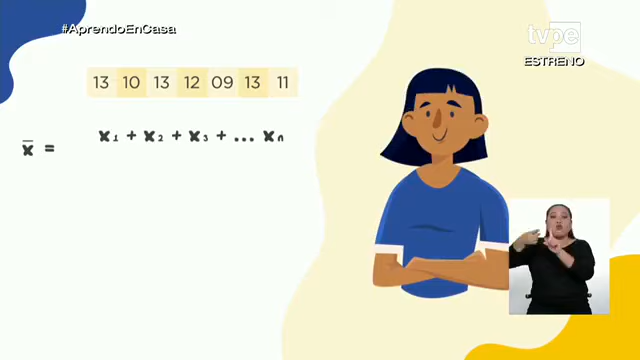 #AprendoEnCasa
tvpe
ESTRENO
13 10 13 12 09 13 11
x̄ = x₁ + x₂ + x₃ + ... xₙ